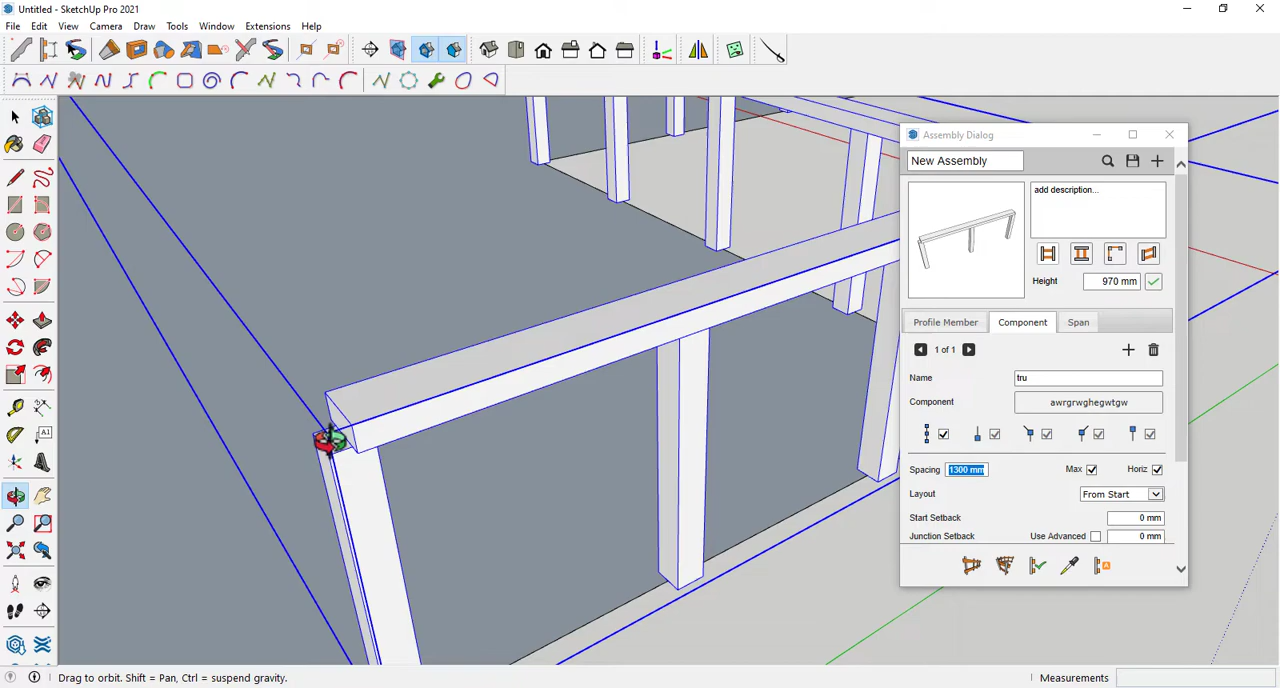 Untitled - SketchUp Pro 2021
File Edit View Camera Draw Tools Window Extensions Help
Assembly Dialog
New Assembly
add description...
Height 970 mm
Profile Member Component Span
1 of 1
Name tru
Component awrgrwghegwtgw
Spacing 1300 mm Max Horiz
Layout From Start
Start Setback 0 mm
Junction Setback Use Advanced 0 mm
A1
A
A
Drag to orbit. Shift = Pan, Ctrl = suspend gravity. Measurements